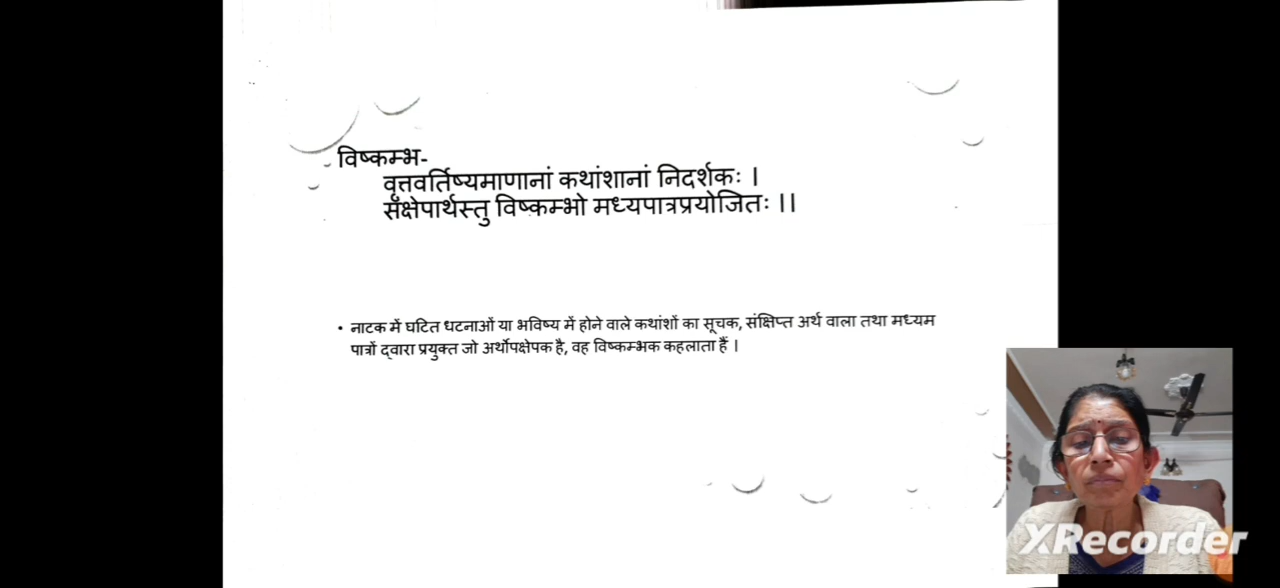 विष्कम्भ-
वृत्तवर्तिष्यमाणानां कथांशानां निदर्शकः ।
संक्षेपार्थस्तु विष्कम्भो मध्यपात्रप्रयोजितः ।।
• नाटक में घटित धटनाओं या भविष्य में होने वाले कथांशों का सूचक, संक्षिप्त अर्थ वाला तथा मध्यम
पात्रों द्वारा प्रयुक्त जो अर्थोपक्षेपक है, वह विष्कम्भक कहलाता हैं ।
XRecorder